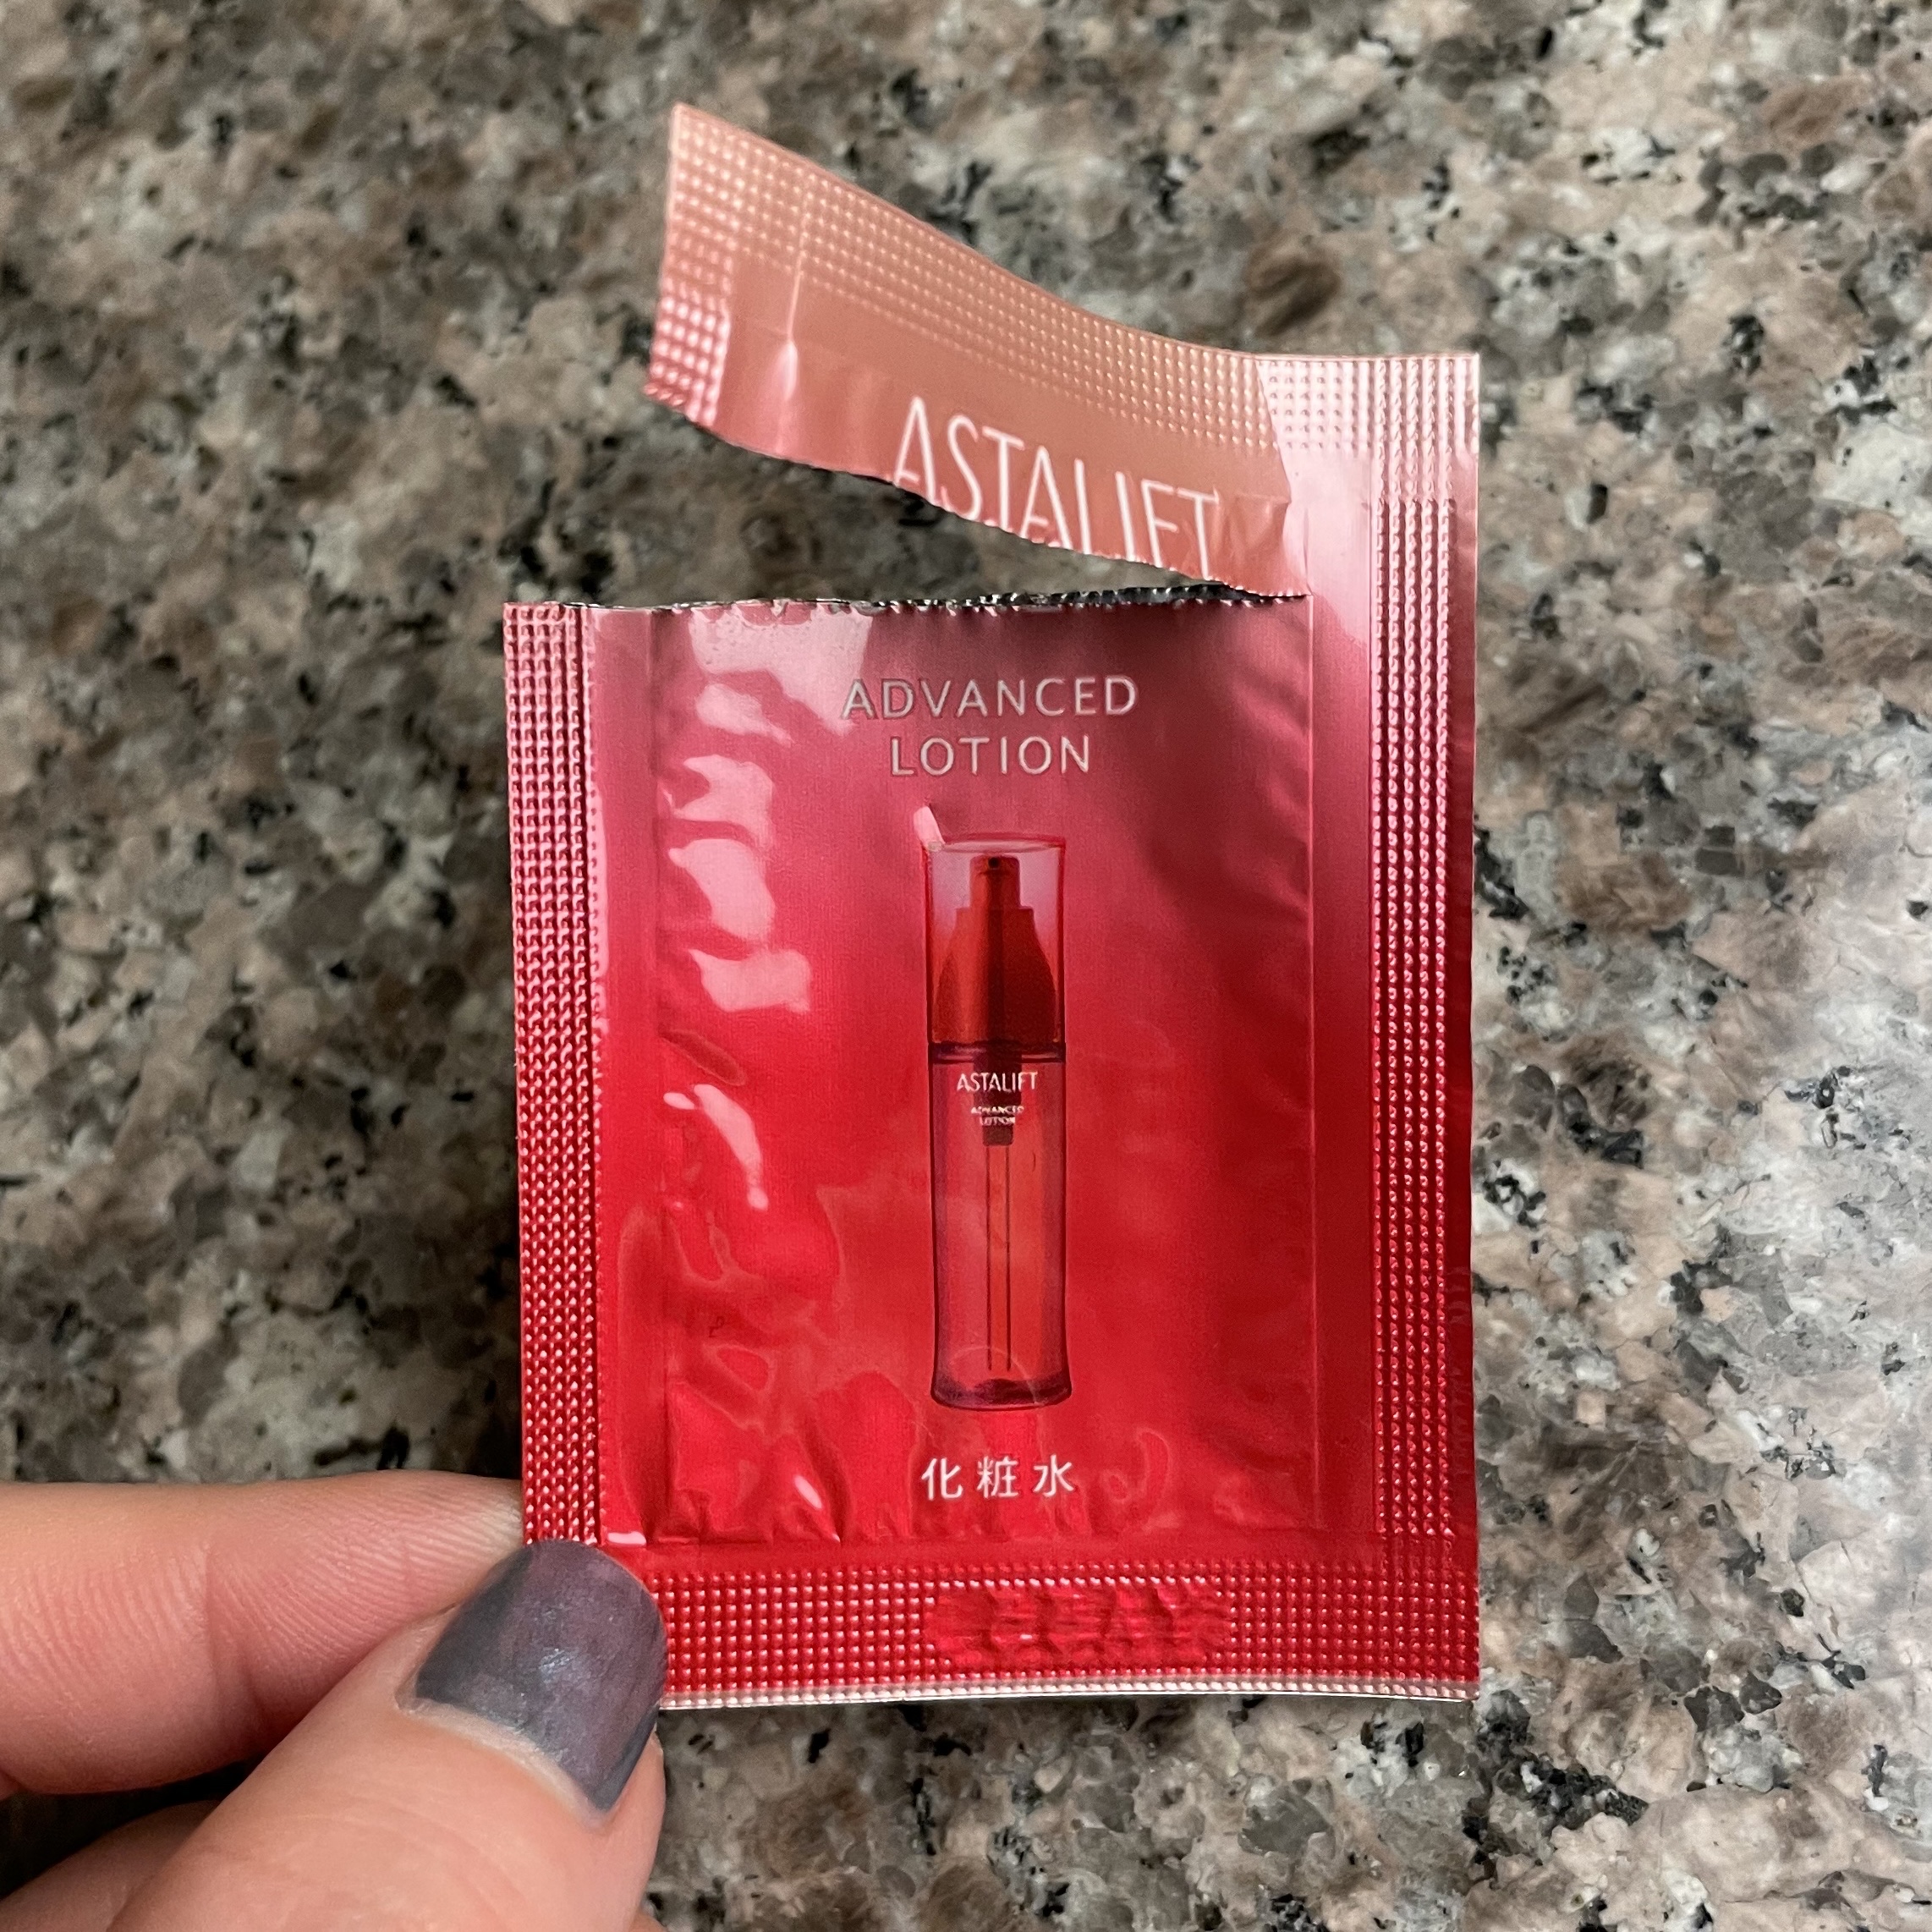 ASTALIFT
ADVANCED
LOTION
ASTALIFT
ADVANCED
LOTION
化粧水